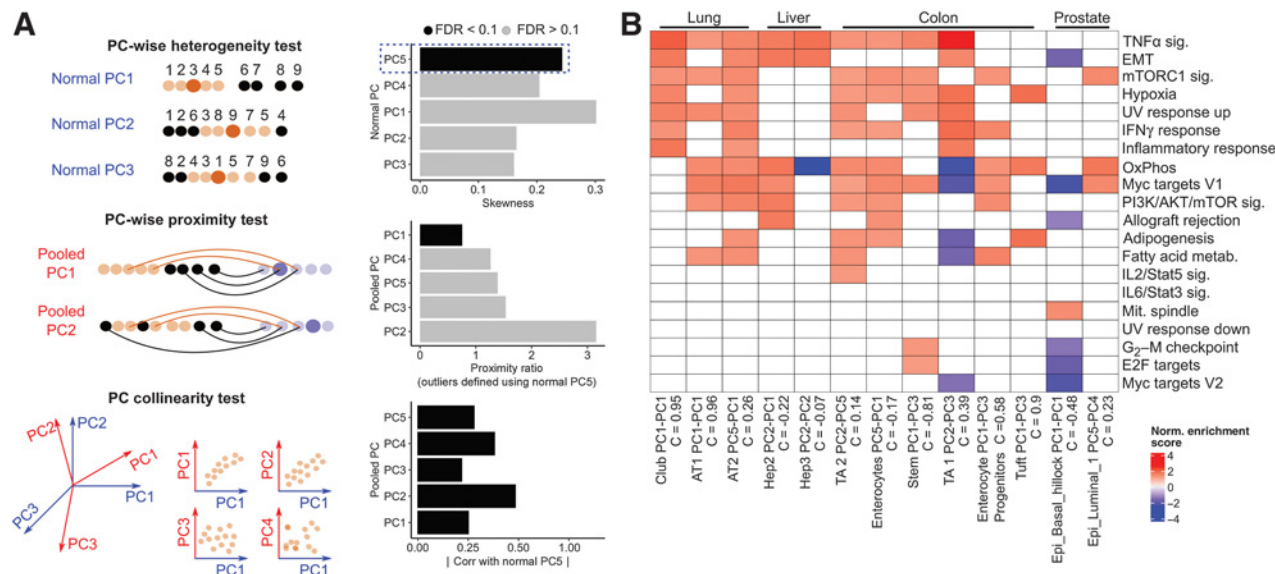 A
PC-wise heterogeneity test
Normal PC1
1 2 3 4 5 6 7 8 9
Normal PC2
1 2 6 3 8 9 7 5 4
Normal PC3
8 2 4 3 1 5 7 9 6
FDR < 0.1 FDR > 0.1
Normal PC
PC5
PC4
PC1
PC2
PC3
0 0.1 0.2 0.3
Skewness
PC-wise proximity test
Pooled
PC1
Pooled
PC2
Pooled PC
PC1
PC4
PC5
PC3
PC2
0 1 2 3
Proximity ratio
(outliers defined using normal PC5)
PC collinearity test
PC2
PC2
PC1
PC1
PC3
PC3
PC1
PC1
PC2
PC1
PC3
PC1
PC4
PC1
Pooled PC
PC5
PC4
PC3
PC2
PC1
0 0.25 0.50 1.00
| Corr with normal PC5 |
B
Lung Liver Colon Prostate
TNFα sig.
EMT
mTORC1 sig.
Hypoxia
UV response up
IFNγ response
Inflammatory response
OxPhos
Myc targets V1
PI3K/AKT/mTOR sig.
Allograft rejection
Adipogenesis
Fatty acid metab.
IL2/Stat5 sig.
IL6/Stat3 sig.
Mit. spindle
UV response down
G2–M checkpoint
E2F targets
Myc targets V2
Club PC1-PC1
C = 0.95
AT1 PC1-PC1
C = 0.96
AT2 PC5-PC1
C = 0.26
Hep2 PC2-PC1
C = -0.22
Hep3 PC2-PC2
C = -0.07
TA 2 PC2-PC5
C = 0.14
Enterocytes PC5-PC1
C = -0.17
Stem PC1-PC3
C = -0.81
TA 1 PC2-PC3
C = 0.39
Enterocyte PC1-PC3
Progenitors C =0.58
Tuft PC1-PC3
C = 0.9
Epi_Basal_hillock PC1-PC1
C = -0.48
Epi_Luminal_1 PC5-PC4
C = 0.23
Norm. enrichment
score
4
2
0
−2
−4